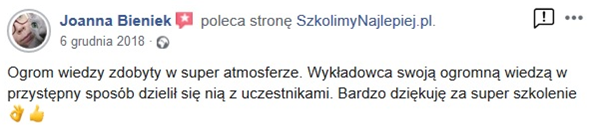 Joanna Bieniek poleca stronę SzkolimyNajlepiej.pl.
6 grudnia 2018 ·
Ogrom wiedzy zdobyty w super atmosferze. Wykładowca swoją ogromną wiedzą w
przystępny sposób dzielił się nią z uczestnikami. Bardzo dziękuję za super szkolenie
👌👍